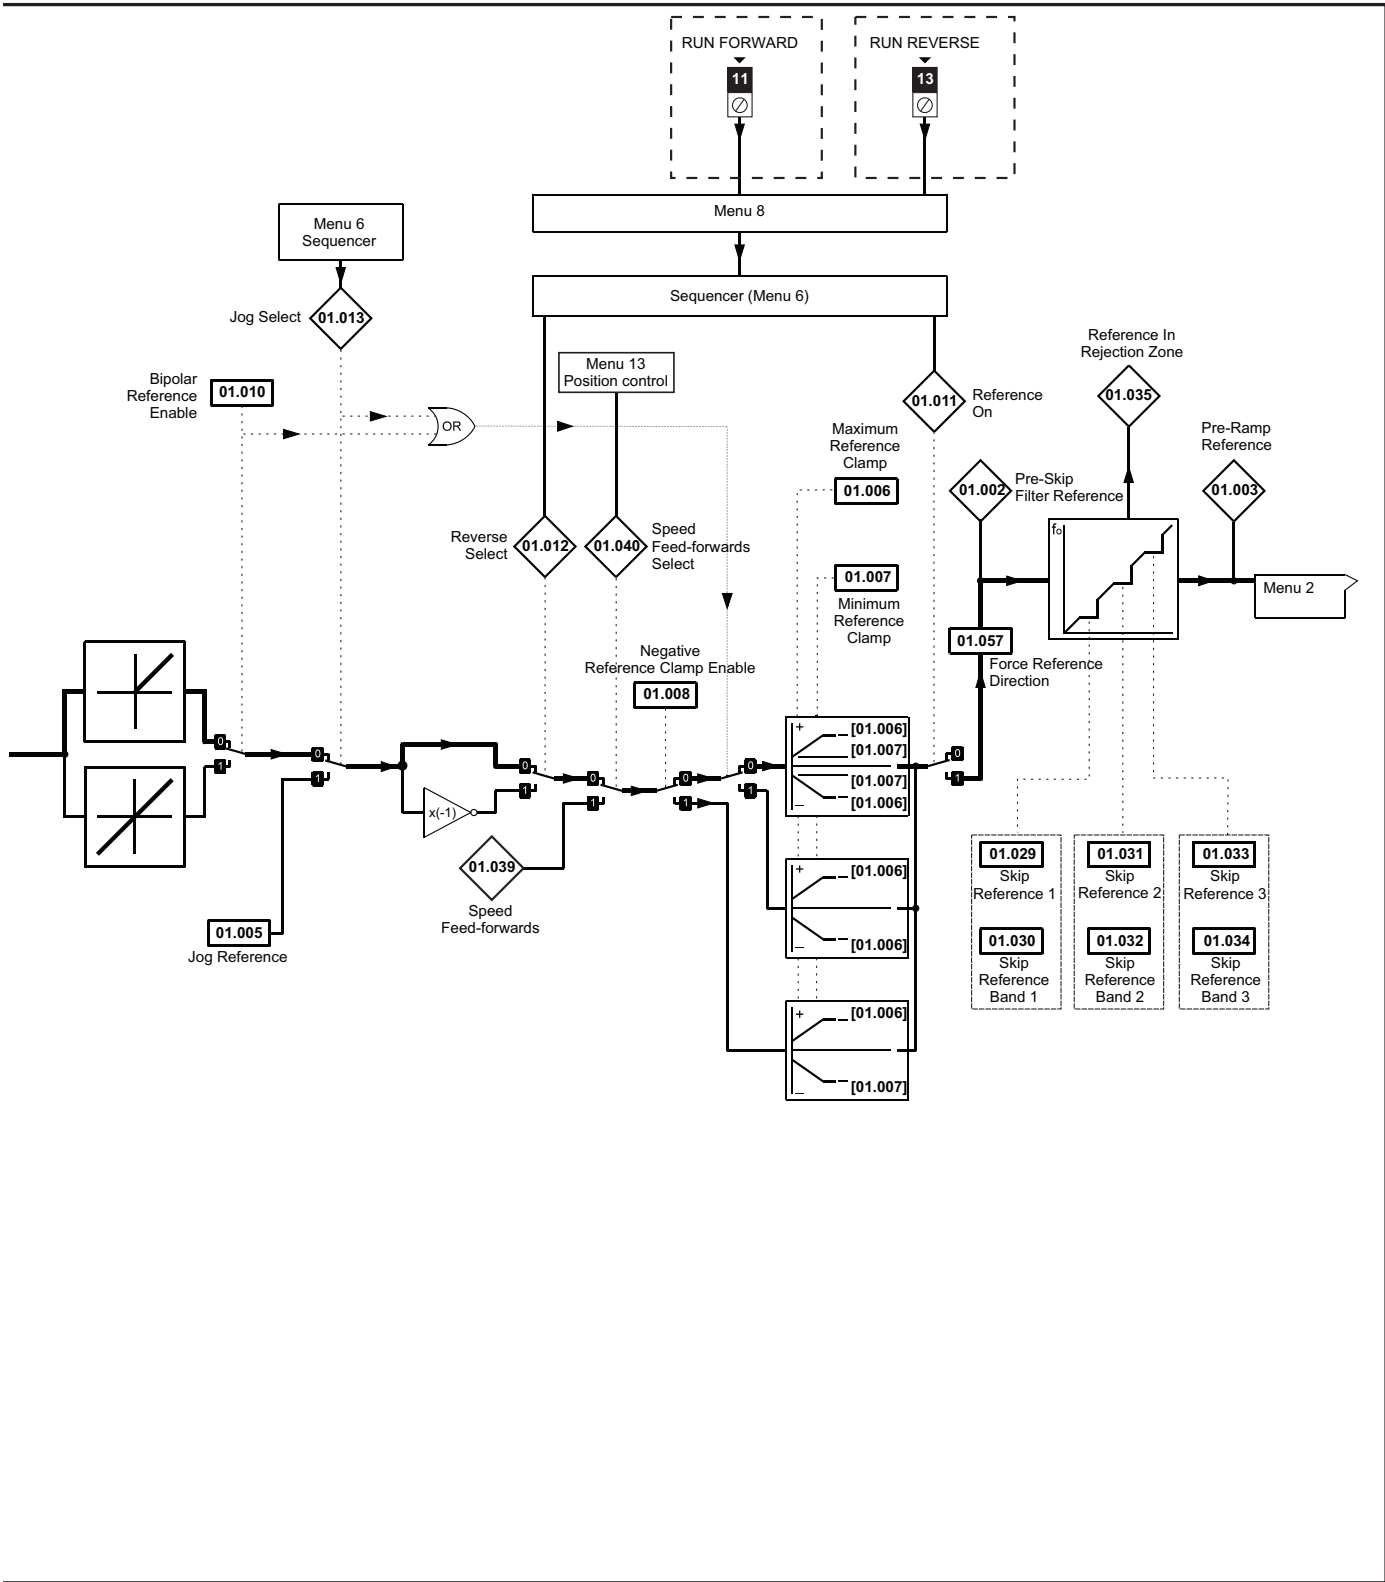 RUN FORWARD
11
RUN REVERSE
13
Menu 8
Menu 6
Sequencer
Sequencer (Menu 6)
Jog Select
01.013
Menu 13
Position control
Reference In
Rejection Zone
01.035
Bipolar
Reference
Enable
01.010
OR
01.011
Reference
On
Maximum
Reference
Clamp
01.006
Pre-Ramp
Reference
01.003
01.002
Pre-Skip
Filter Reference
Reverse
Select
01.012
01.040
Speed
Feed-forwards
Select
01.007
Minimum
Reference
Clamp
fo
Menu 2
01.057
Force Reference
Direction
Negative
Reference Clamp Enable
01.008
0
1
0
1
x(-1)
0
1
0
1
0
1
0
1
+
[01.006]
[01.007]
[01.007]
[01.006]
–
0
1
01.039
Speed
Feed-forwards
+
[01.006]
[01.006]
–
01.005
Jog Reference
+
[01.006]
[01.007]
–
01.029
Skip
Reference 1
01.030
Skip
Reference
Band 1
01.031
Skip
Reference 2
01.032
Skip
Reference
Band 2
01.033
Skip
Reference 3
01.034
Skip
Reference
Band 3